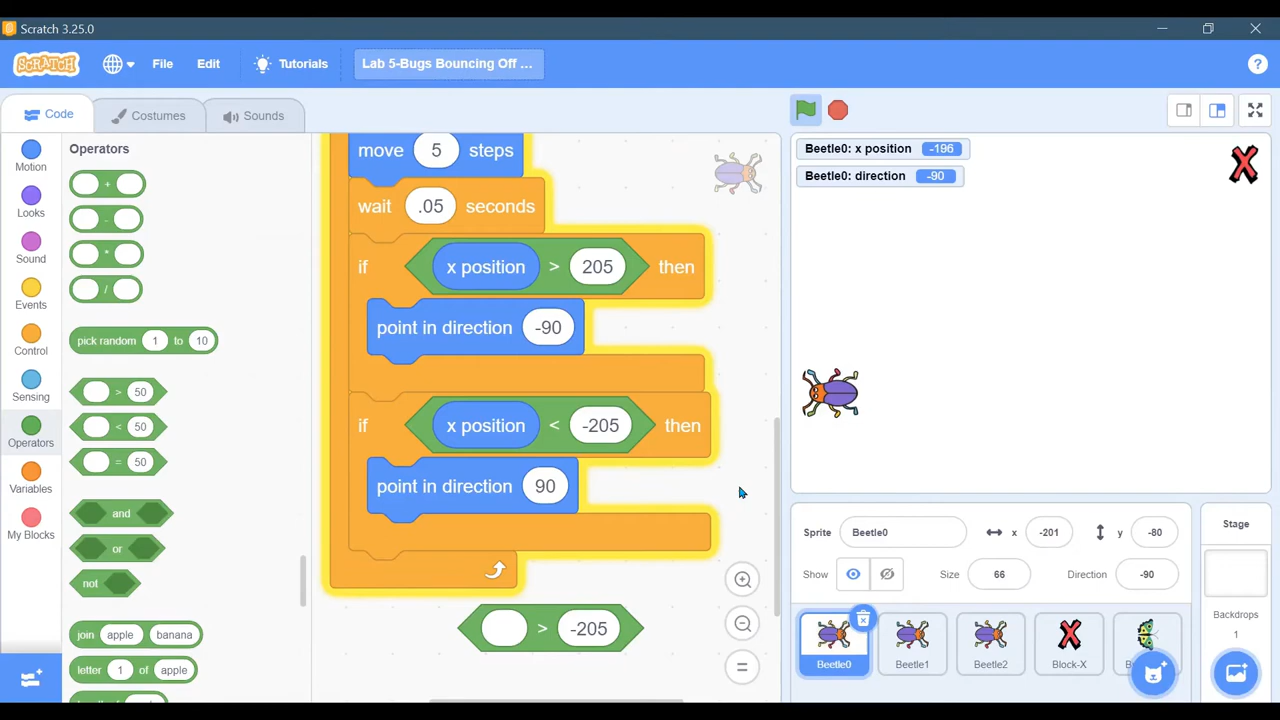 Scratch 3.25.0
SCRATCH File Edit Tutorials Lab 5-Bugs Bouncing Off ... ?
Code Costumes Sounds
Motion
Looks
Sound
Events
Control
Sensing
Operators
Variables
My Blocks
Operators
+
-
*
/
pick random 1 to 10
> 50
< 50
= 50
and
or
not
join apple banana
letter 1 of apple
move 5 steps
wait .05 seconds
if x position > 205 then
point in direction -90
if x position < -205 then
point in direction 90
> -205
Beetle0: x position -196
Beetle0: direction -90
Sprite Beetle0 x -201 y -80
Show Size 66 Direction -90
Beetle0 Beetle1 Beetle2 Block-X
Stage
Backdrops
1